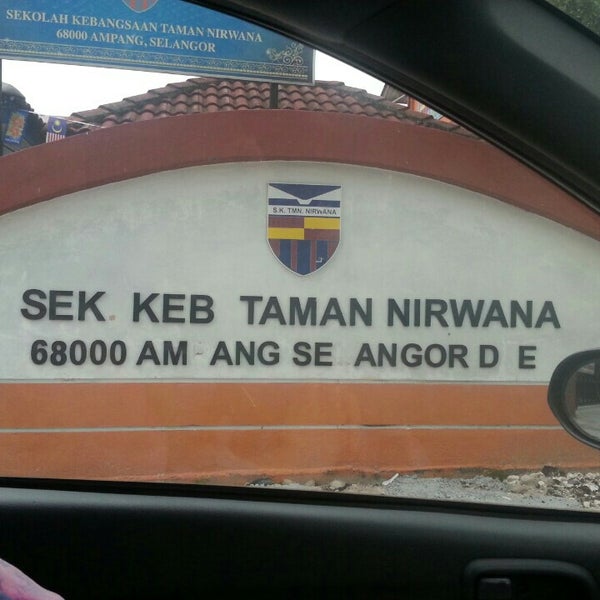 SEKOLAH KEBANGSAAN TAMAN NIRWANA
68000 AMPANG, SELANGOR
S.K. TMN. NIRWANA
SEK. KEB TAMAN NIRWANA
68000 AM ANG SE ANGOR D E